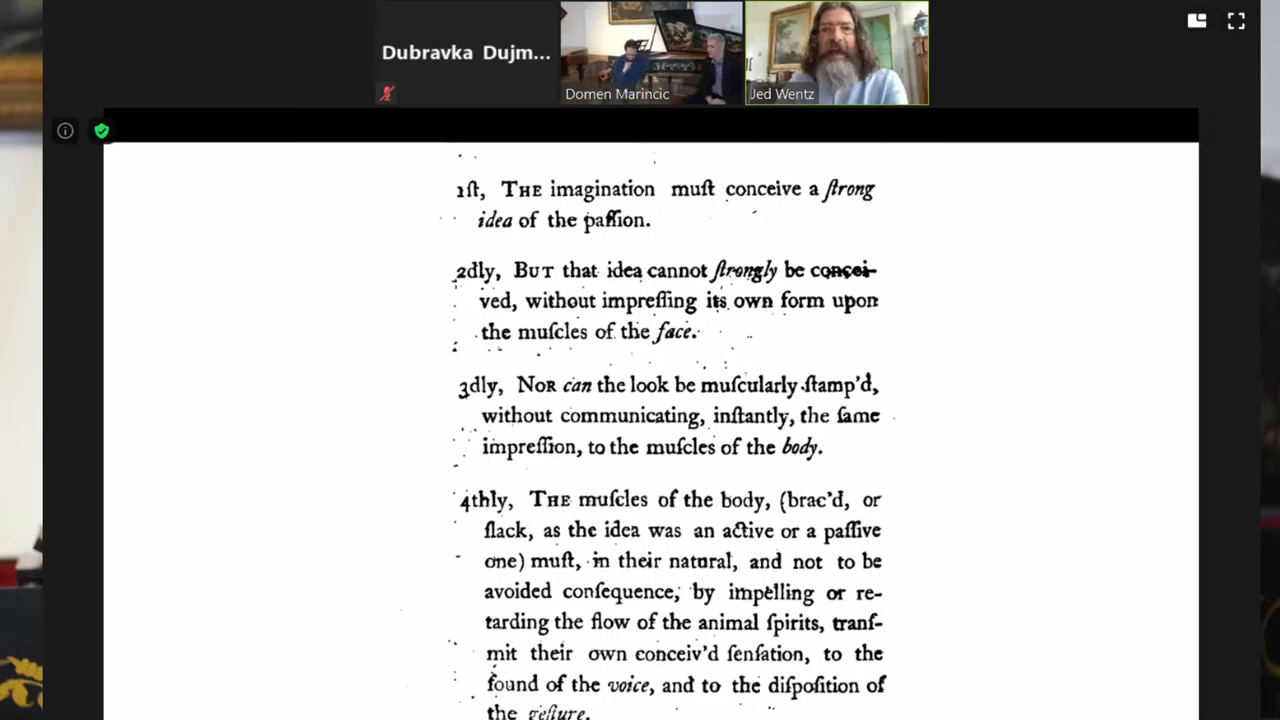 Dubravka Dujm...
Domen Marincic
Jed Wentz
1ſt, THE imagination muſt conceive a ſtrong
idea of the paſſion.
2dly, BUT that idea cannot ſtrongly be concei-
ved, without impreſſing its own form upon
the muſcles of the face.
3dly, NOR can the look be muſcularly ſtamp'd,
without communicating, inſtantly, the ſame
impreſſion, to the muſcles of the body.
4thly, THE muſcles of the body, (brac'd, or
ſlack, as the idea was an active or a paſſive
one) muſt, in their natural, and not to be
avoided conſequence, by impelling or re-
tarding the flow of the animal ſpirits, tranſ-
mit their own conceiv'd ſenſation, to the
ſound of the voice, and to the diſpoſition of
the geſture.